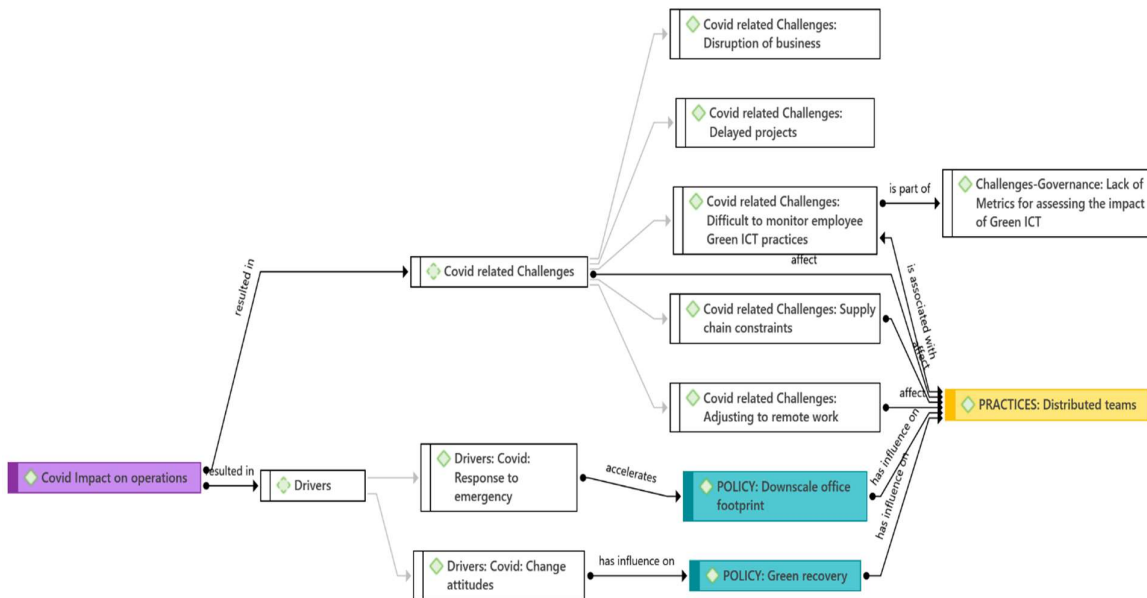 Covid related Challenges:
Disruption of business
Covid related Challenges:
Delayed projects
Covid related Challenges:
Difficult to monitor employee
Green ICT practices
is part of
Challenges-Governance: Lack of
Metrics for assessing the impact
of Green ICT
resulted in
Covid related Challenges
affect
is associated with
Covid related Challenges: Supply
chain constraints
affect
Covid related Challenges:
Adjusting to remote work
affect
PRACTICES: Distributed teams
Covid Impact on operations
resulted in
Drivers
Drivers: Covid:
Response to
emergency
accelerates
POLICY: Downscale office
footprint
has influence on
Drivers: Covid: Change
attitudes
has influence on
POLICY: Green recovery
has influence on